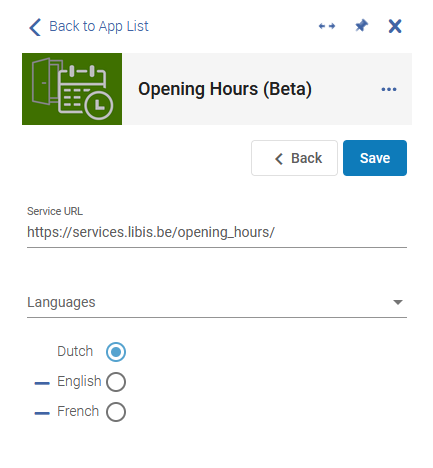 Back to App List
Opening Hours (Beta)
Back
Save
Service URL
https://services.libis.be/opening_hours/
Languages
Dutch
English
French